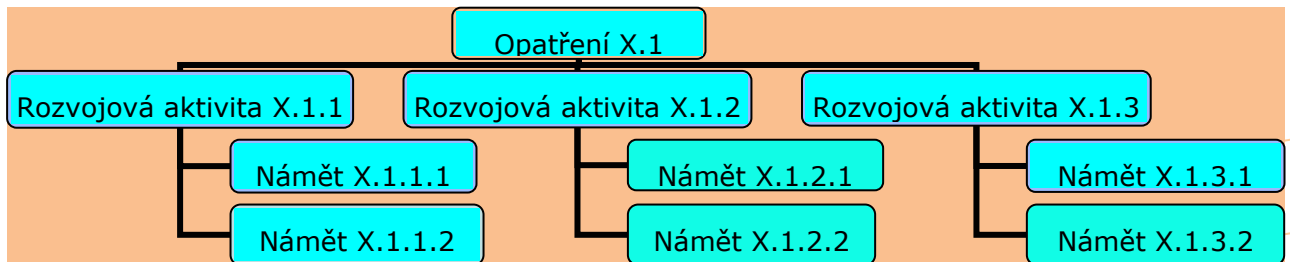 Opatření X.1
Rozvojová aktivita X.1.1
Rozvojová aktivita X.1.2
Rozvojová aktivita X.1.3
Námět X.1.1.1
Námět X.1.2.1
Námět X.1.3.1
Námět X.1.1.2
Námět X.1.2.2
Námět X.1.3.2